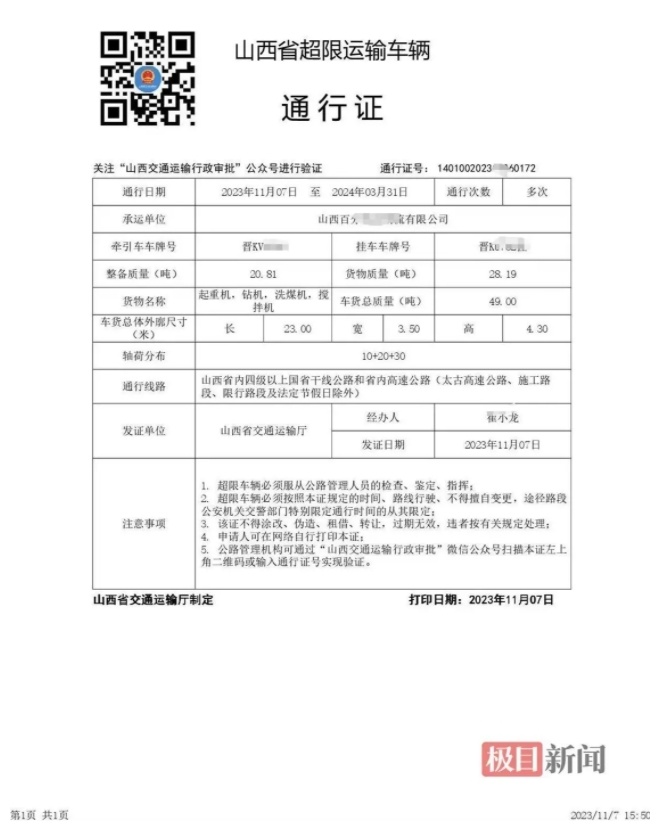 山西省超限运输车辆
通行证
关注“山西交通运输行政审批”公众号进行验证 通行证号: 1401002023 60172
通行日期 2023年11月07日 至 2024年03月31日 通行次数 多次
承运单位 山西百 有限公司
牵引车车牌号 晋KV 挂车车牌号 晋K
整备质量（吨） 20.81 货物质量（吨） 28.19
货物名称 起重机，钻机，洗煤机，搅拌机 车货总质量（吨） 49.00
车货总体外廓尺寸（米） 长 23.00 宽 3.50 高 4.30
轴荷分布 10+20+30
通行线路 山西省内四级以上国省干线公路和省内高速公路（太古高速公路、施工路
段、限行路段及法定节假日除外）
发证单位 山西省交通运输厅 经办人 崔小龙
发证日期 2023年11月07日
注意事项
1. 超限车辆必须服从公路管理人员的检查、鉴定、指挥；
2. 超限车辆必须按照本证规定的时间、路线行驶、不得擅自变更，途径路段
公安机关交警部门特别限定通行时间的从其限定；
3. 该证不得涂改、伪造、租借、转让，过期无效，违者按有关规定处理；
4. 申请人可在网络自行打印本证；
5. 公路管理机构可通过“山西交通运输行政审批”微信公众号扫描本证左上
角二维码或输入通行证号实现验证。
山西省交通运输厅制定 打印日期: 2023年11月07日
极目新闻
第1页 共1页 2023/11/7 15:50